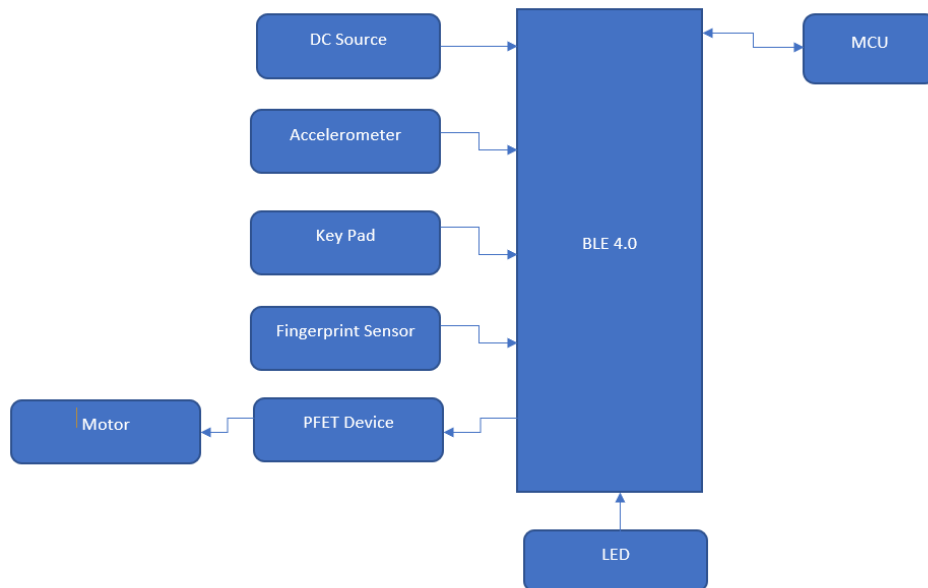 DC Source
MCU
Accelerometer
Key Pad
BLE 4.0
Fingerprint Sensor
Motor
PFET Device
LED